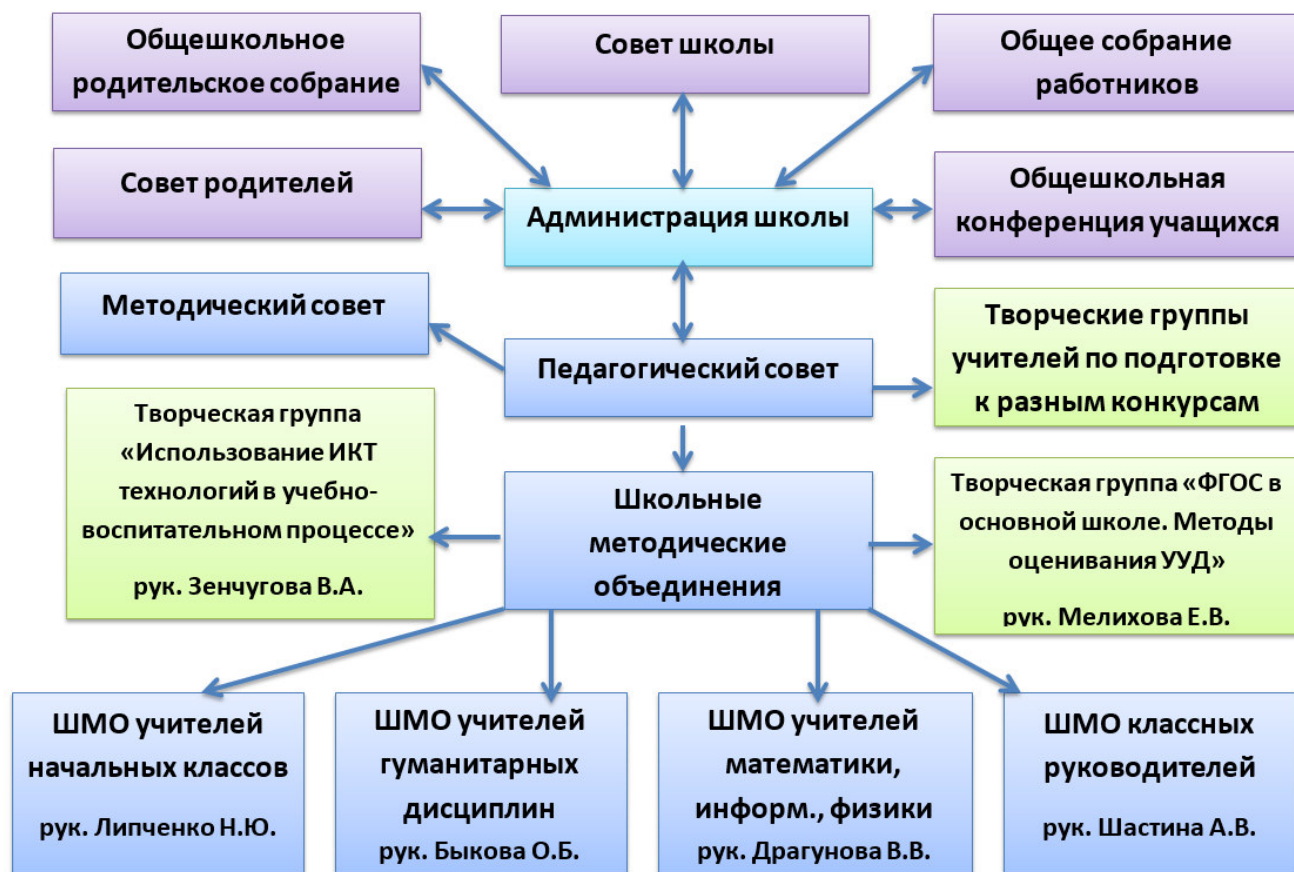 Общешкольное
родительское собрание
Совет школы
Общее собрание
работников
Совет родителей
Администрация школы
Общешкольная
конференция учащихся
Методический совет
Педагогический совет
Творческие группы
учителей по подготовке
к разным конкурсам
Творческая группа
«Использование ИКТ
технологий в учебно-
воспитательном процессе»
рук. Зенчугова В.А.
Школьные
методические
объединения
Творческая группа «ФГОС в
основной школе. Методы
оценивания УУД»
рук. Мелихова Е.В.
ШМО учителей
начальных классов
рук. Липченко Н.Ю.
ШМО учителей
гуманитарных
дисциплин
рук. Быкова О.Б.
ШМО учителей
математики,
информ., физики
рук. Драгунова В.В.
ШМО классных
руководителей
рук. Шастина А.В.